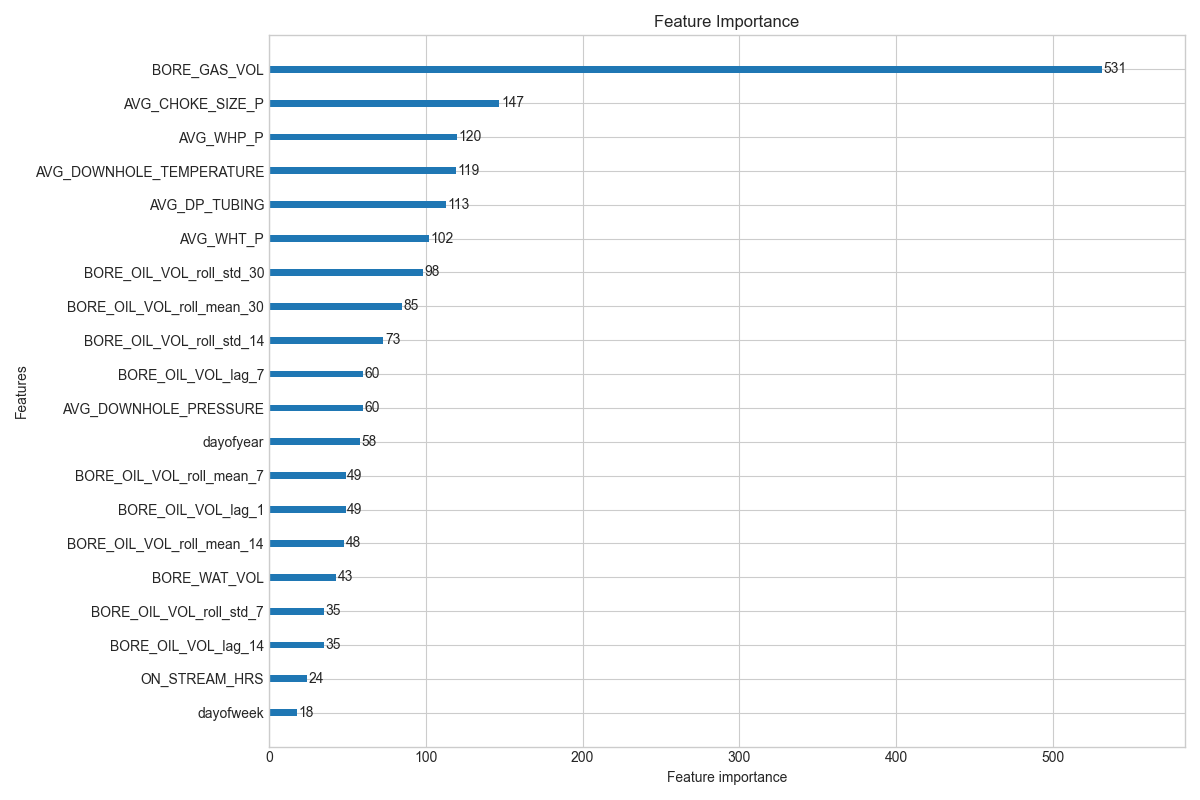 Feature Importance
BORE_GAS_VOL 531
AVG_CHOKE_SIZE_P 147
AVG_WHP_P 120
AVG_DOWNHOLE_TEMPERATURE 119
AVG_DP_TUBING 113
AVG_WHT_P 102
BORE_OIL_VOL_roll_std_30 98
BORE_OIL_VOL_roll_mean_30 85
BORE_OIL_VOL_roll_std_14 73
BORE_OIL_VOL_lag_7 60
AVG_DOWNHOLE_PRESSURE 60
dayofyear 58
BORE_OIL_VOL_roll_mean_7 49
BORE_OIL_VOL_lag_1 49
BORE_OIL_VOL_roll_mean_14 48
BORE_WAT_VOL 43
BORE_OIL_VOL_roll_std_7 35
BORE_OIL_VOL_lag_14 35
ON_STREAM_HRS 24
dayofweek 18
Features
0 100 200 300 400 500
Feature importance